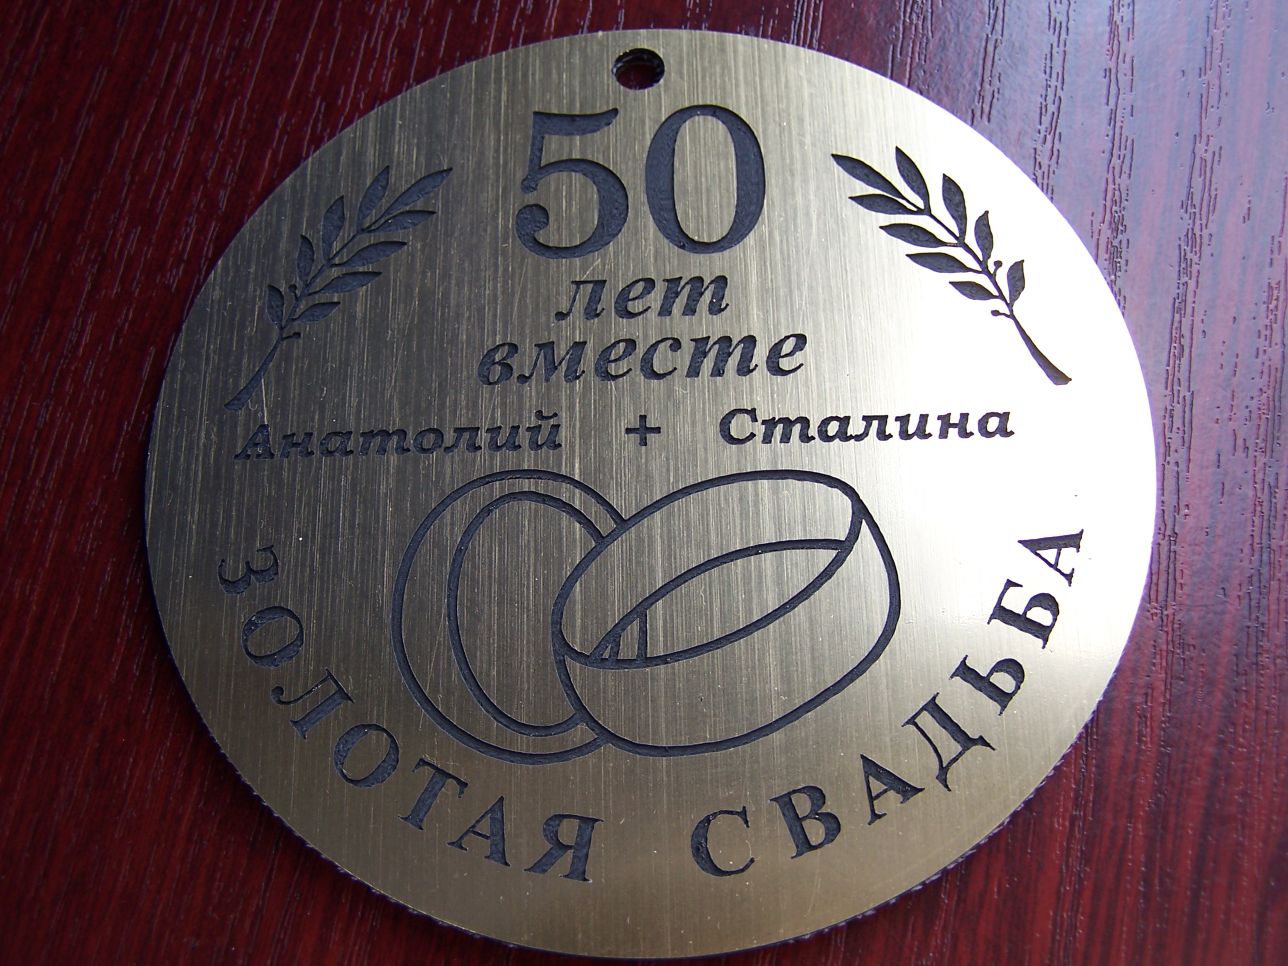 50
лет
вместе
Анатолий + Сталина
ЗОЛОТАЯ СВАДЬБА